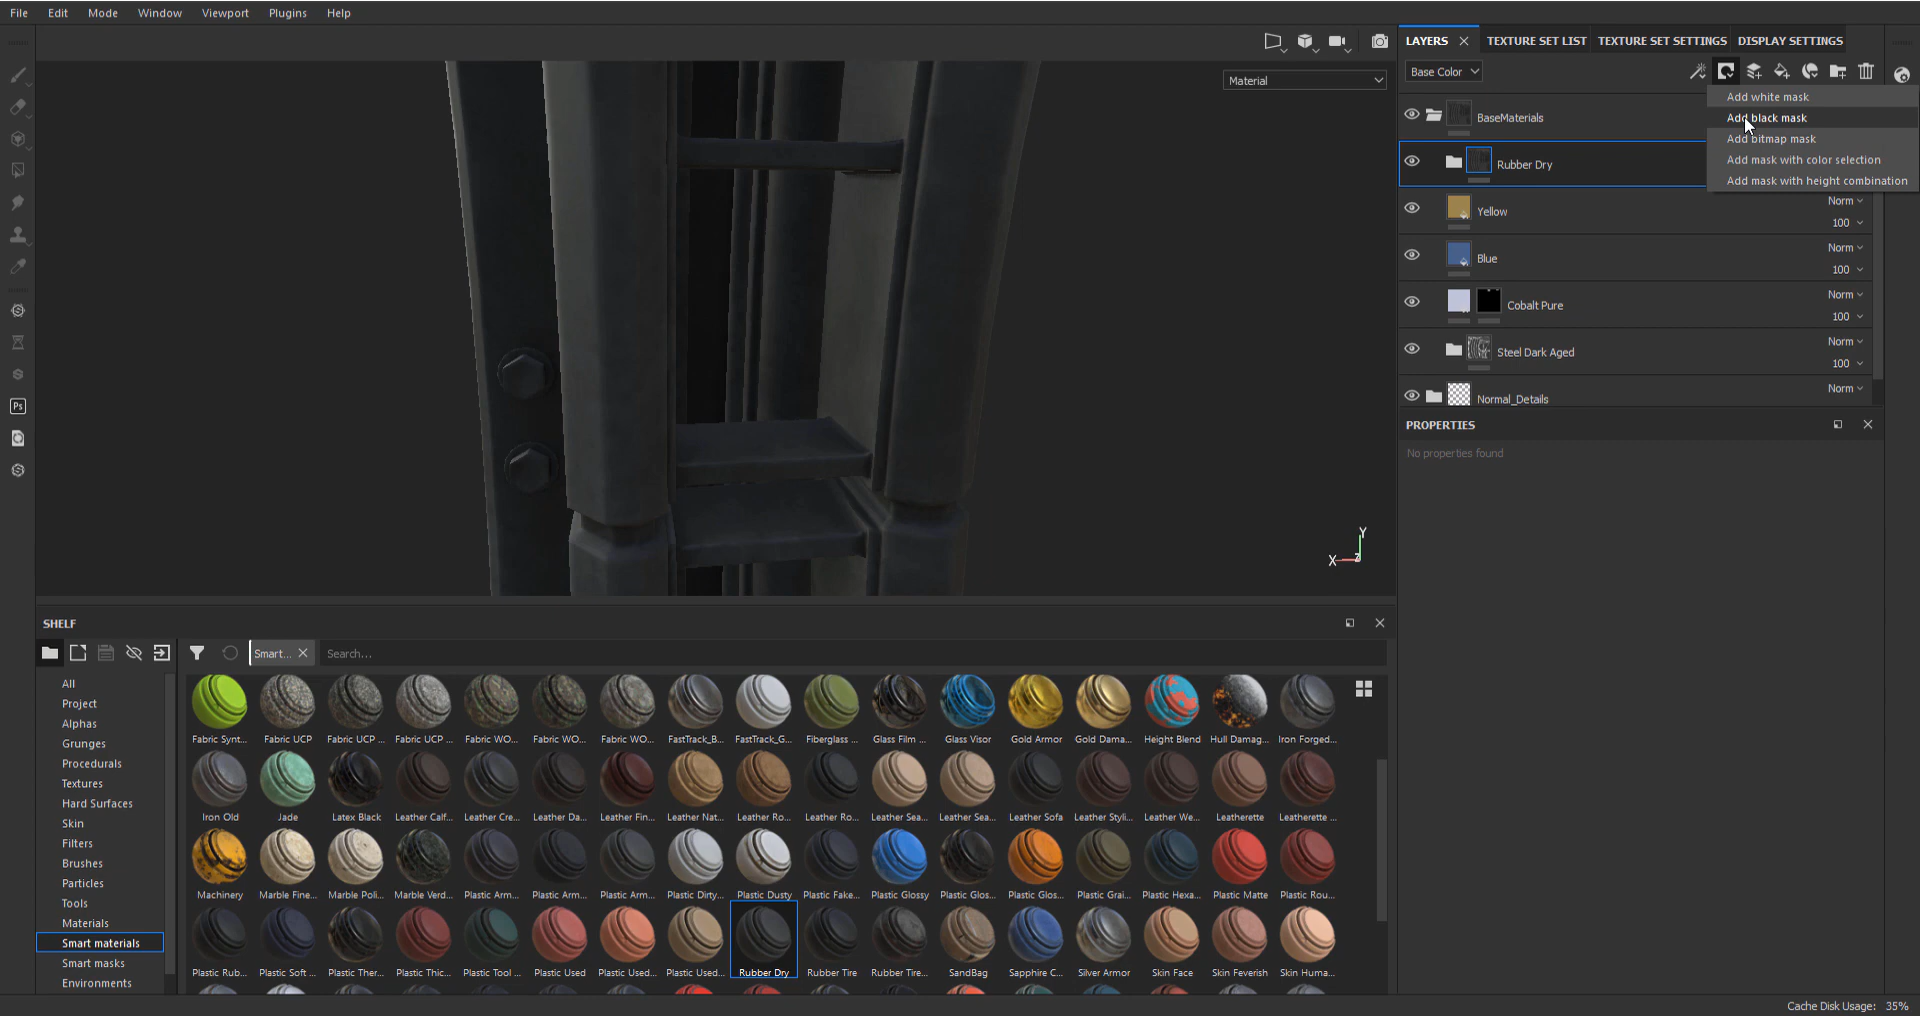 File Edit Mode Window Viewport Plugins Help
LAYERS TEXTURE SET LIST TEXTURE SET SETTINGS DISPLAY SETTINGS
Base Color
Material
Add white mask
Add black mask
Add bitmap mask
Add mask with color selection
Add mask with height combination
BaseMaterials
Rubber Dry
Yellow
Norm
100
Blue
Norm
100
Cobalt Pure
Norm
100
Steel Dark Aged
Norm
100
Normal_Details
Norm
PROPERTIES
No properties found
Ps
Y
X Z
SHELF
Smart... Search...
All
Project
Alphas
Grunges
Procedurals
Textures
Hard Surfaces
Skin
Filters
Brushes
Particles
Tools
Materials
Smart materials
Smart masks
Environments
Fabric Synt... Fabric UCP Fabric UCP ... Fabric UCP ... Fabric WO... Fabric WO... Fabric WO... FastTrack_B... FastTrack_G... Fiberglass ... Glass Film ... Glass Visor Gold Armor Gold Dama... Height Blend Hull Damag... Iron Forged...
Iron Old Jade Latex Black Leather Calf... Leather Cre... Leather Da... Leather Fin... Leather Nat... Leather Ro... Leather Ro... Leather Sea... Leather Sea... Leather Sofa Leather Styli... Leather We... Leatherette Leatherette ...
Machinery Marble Fine... Marble Poli... Marble Verd... Plastic Arm... Plastic Arm... Plastic Arm... Plastic Dirty... Plastic Dusty Plastic Fake... Plastic Glossy Plastic Glos... Plastic Glos... Plastic Grai... Plastic Hexa... Plastic Matte Plastic Rou...
Plastic Rub... Plastic Soft ... Plastic Ther... Plastic Thic... Plastic Tool ... Plastic Used Plastic Used... Plastic Used... Rubber Dry Rubber Tire Rubber Tire... SandBag Sapphire C... Silver Armor Skin Face Skin Feverish Skin Huma...
Cache Disk Usage: 35%